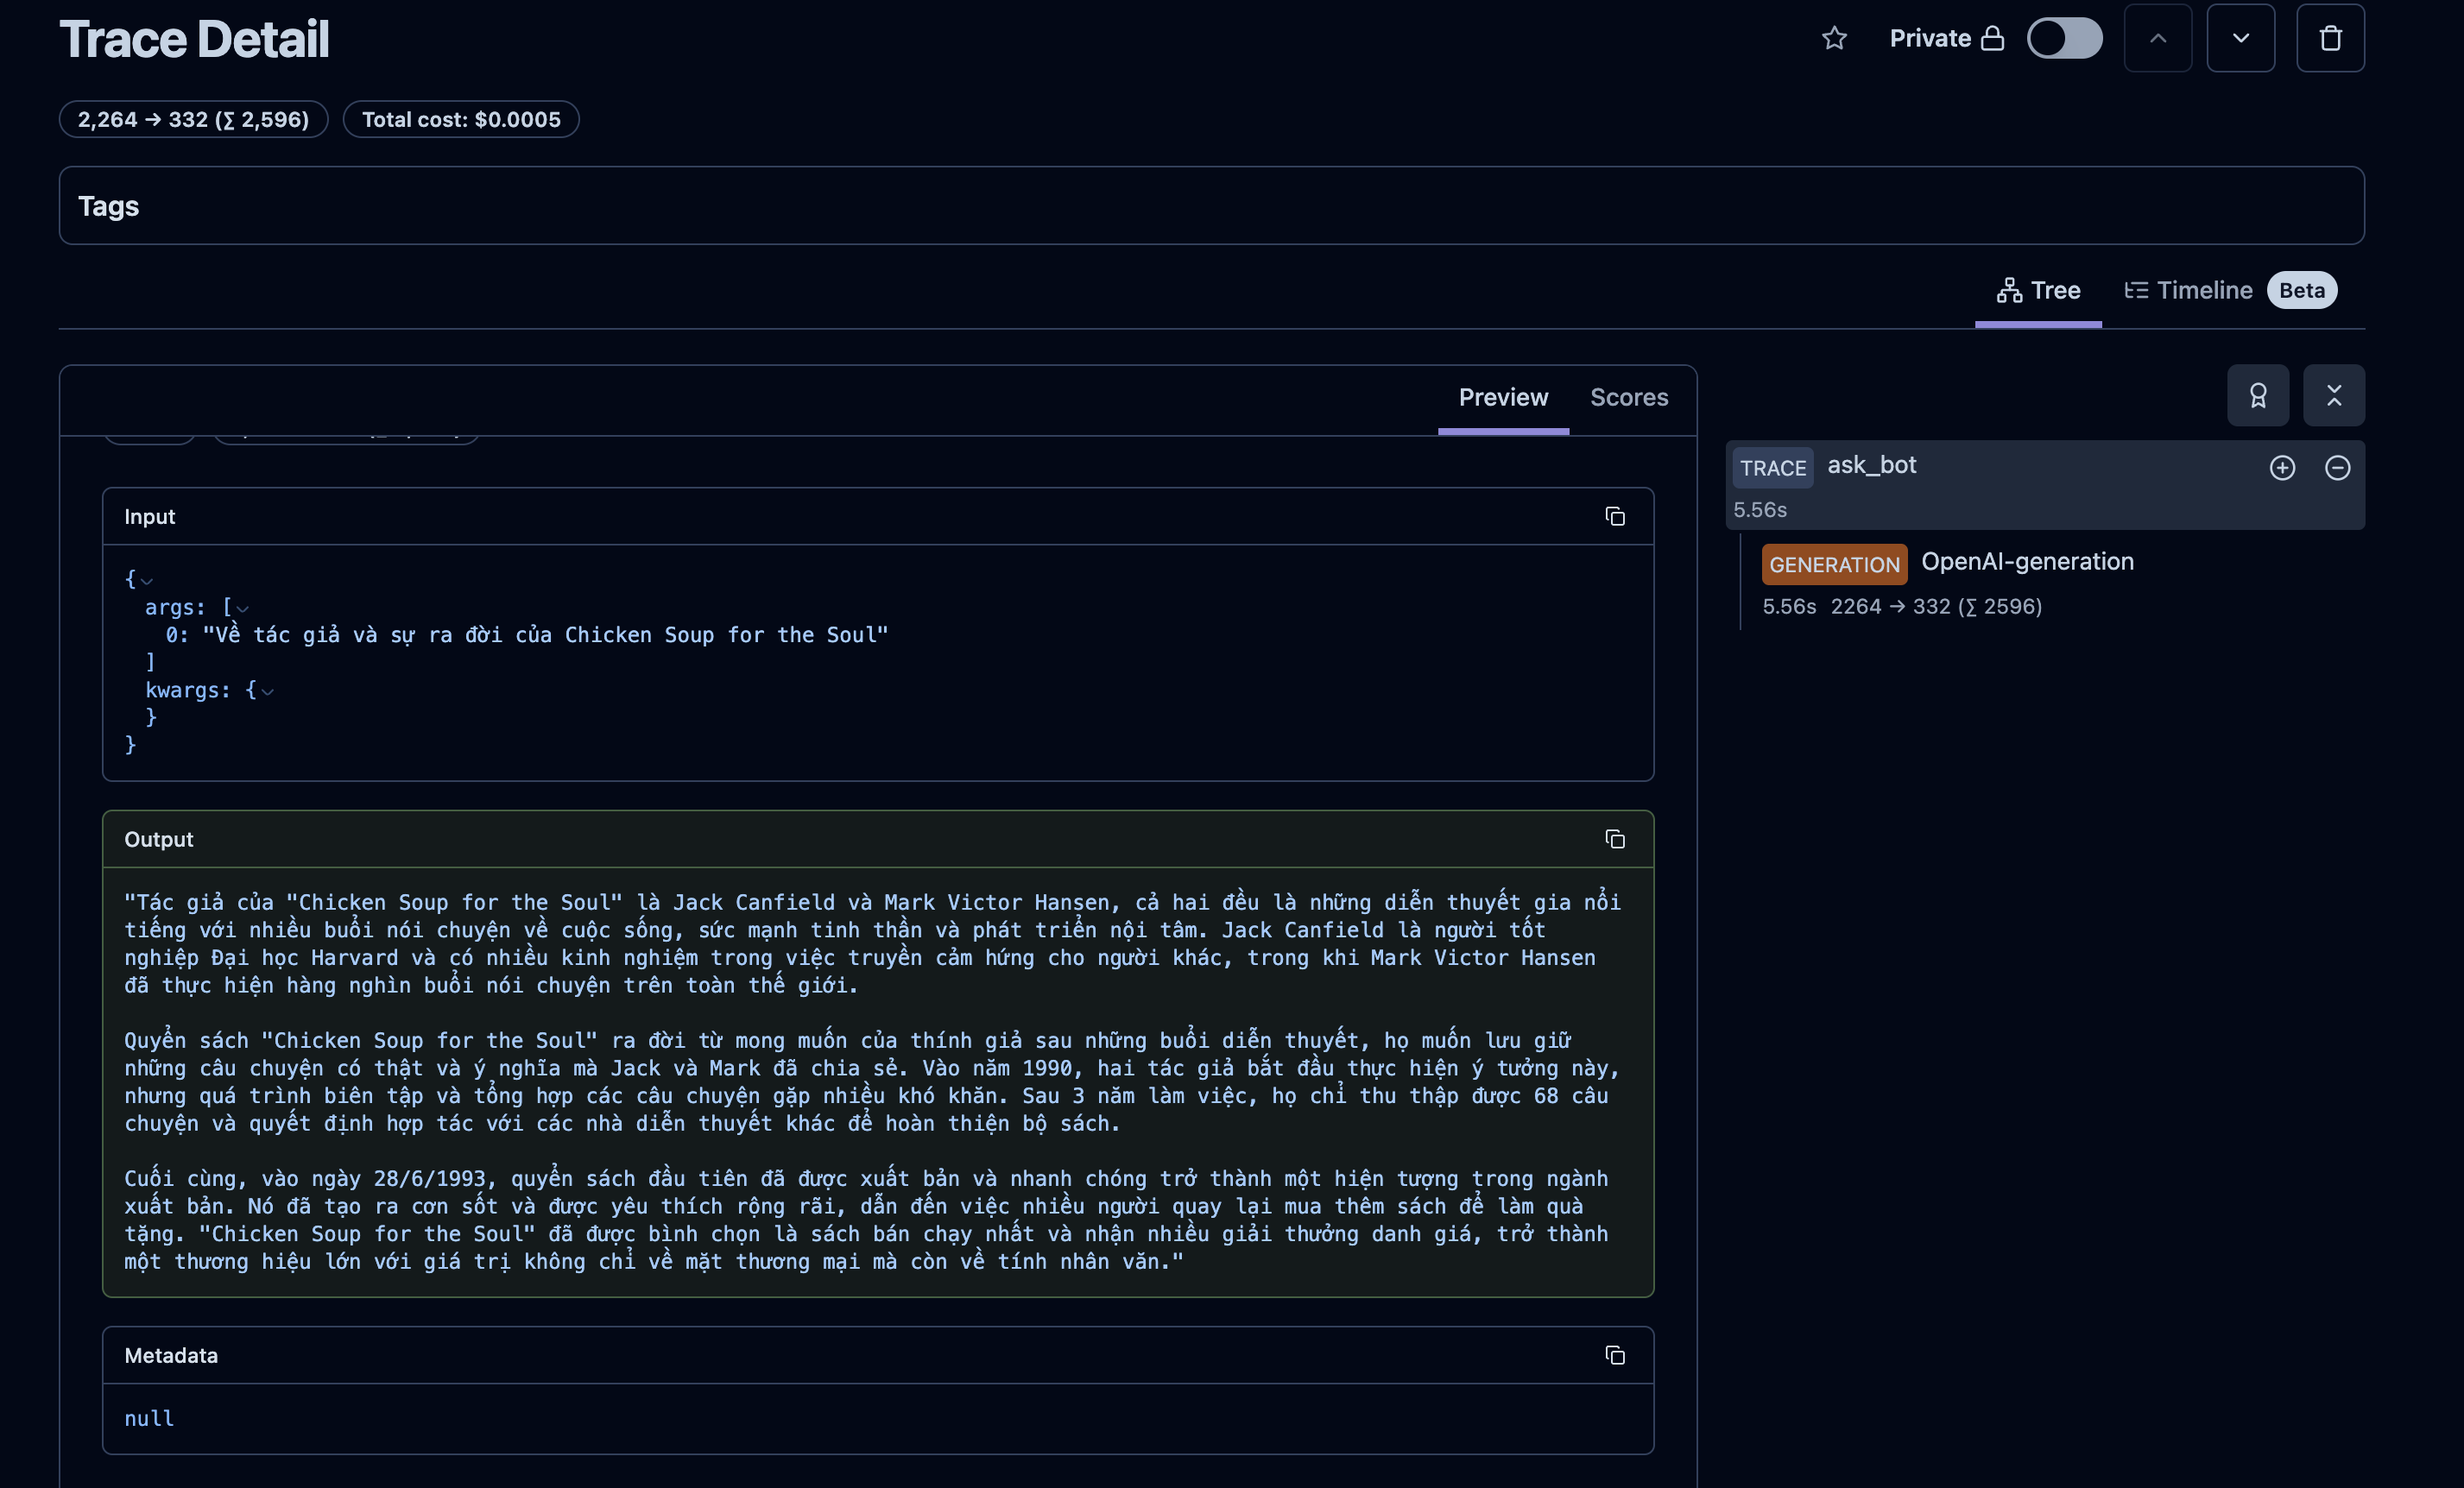 Trace Detail
Private
2,264 → 332 (∑ 2,596)
Total cost: $0.0005
Tags
Tree
Timeline
Beta
Preview
Scores
Input
{
args: [
0: "Về tác giả và sự ra đời của Chicken Soup for the Soul"
]
kwargs: {
}
}
Output
"Tác giả của "Chicken Soup for the Soul" là Jack Canfield và Mark Victor Hansen, cả hai đều là những diễn thuyết gia nổi
tiếng với nhiều buổi nói chuyện về cuộc sống, sức mạnh tinh thần và phát triển nội tâm. Jack Canfield là người tốt
nghiệp Đại học Harvard và có nhiều kinh nghiệm trong việc truyền cảm hứng cho người khác, trong khi Mark Victor Hansen
đã thực hiện hàng nghìn buổi nói chuyện trên toàn thế giới.
Quyển sách "Chicken Soup for the Soul" ra đời từ mong muốn của thính giả sau những buổi diễn thuyết, họ muốn lưu giữ
những câu chuyện có thật và ý nghĩa mà Jack và Mark đã chia sẻ. Vào năm 1990, hai tác giả bắt đầu thực hiện ý tưởng này,
nhưng quá trình biên tập và tổng hợp các câu chuyện gặp nhiều khó khăn. Sau 3 năm làm việc, họ chỉ thu thập được 68 câu
chuyện và quyết định hợp tác với các nhà diễn thuyết khác để hoàn thiện bộ sách.
Cuối cùng, vào ngày 28/6/1993, quyển sách đầu tiên đã được xuất bản và nhanh chóng trở thành một hiện tượng trong ngành
xuất bản. Nó đã tạo ra cơn sốt và được yêu thích rộng rãi, dẫn đến việc nhiều người quay lại mua thêm sách để làm quà
tặng. "Chicken Soup for the Soul" đã được bình chọn là sách bán chạy nhất và nhận nhiều giải thưởng danh giá, trở thành
một thương hiệu lớn với giá trị không chỉ về mặt thương mại mà còn về tính nhân văn."
Metadata
null
TRACE
ask_bot
5.56s
GENERATION
OpenAI-generation
5.56s 2264 → 332 (∑ 2596)